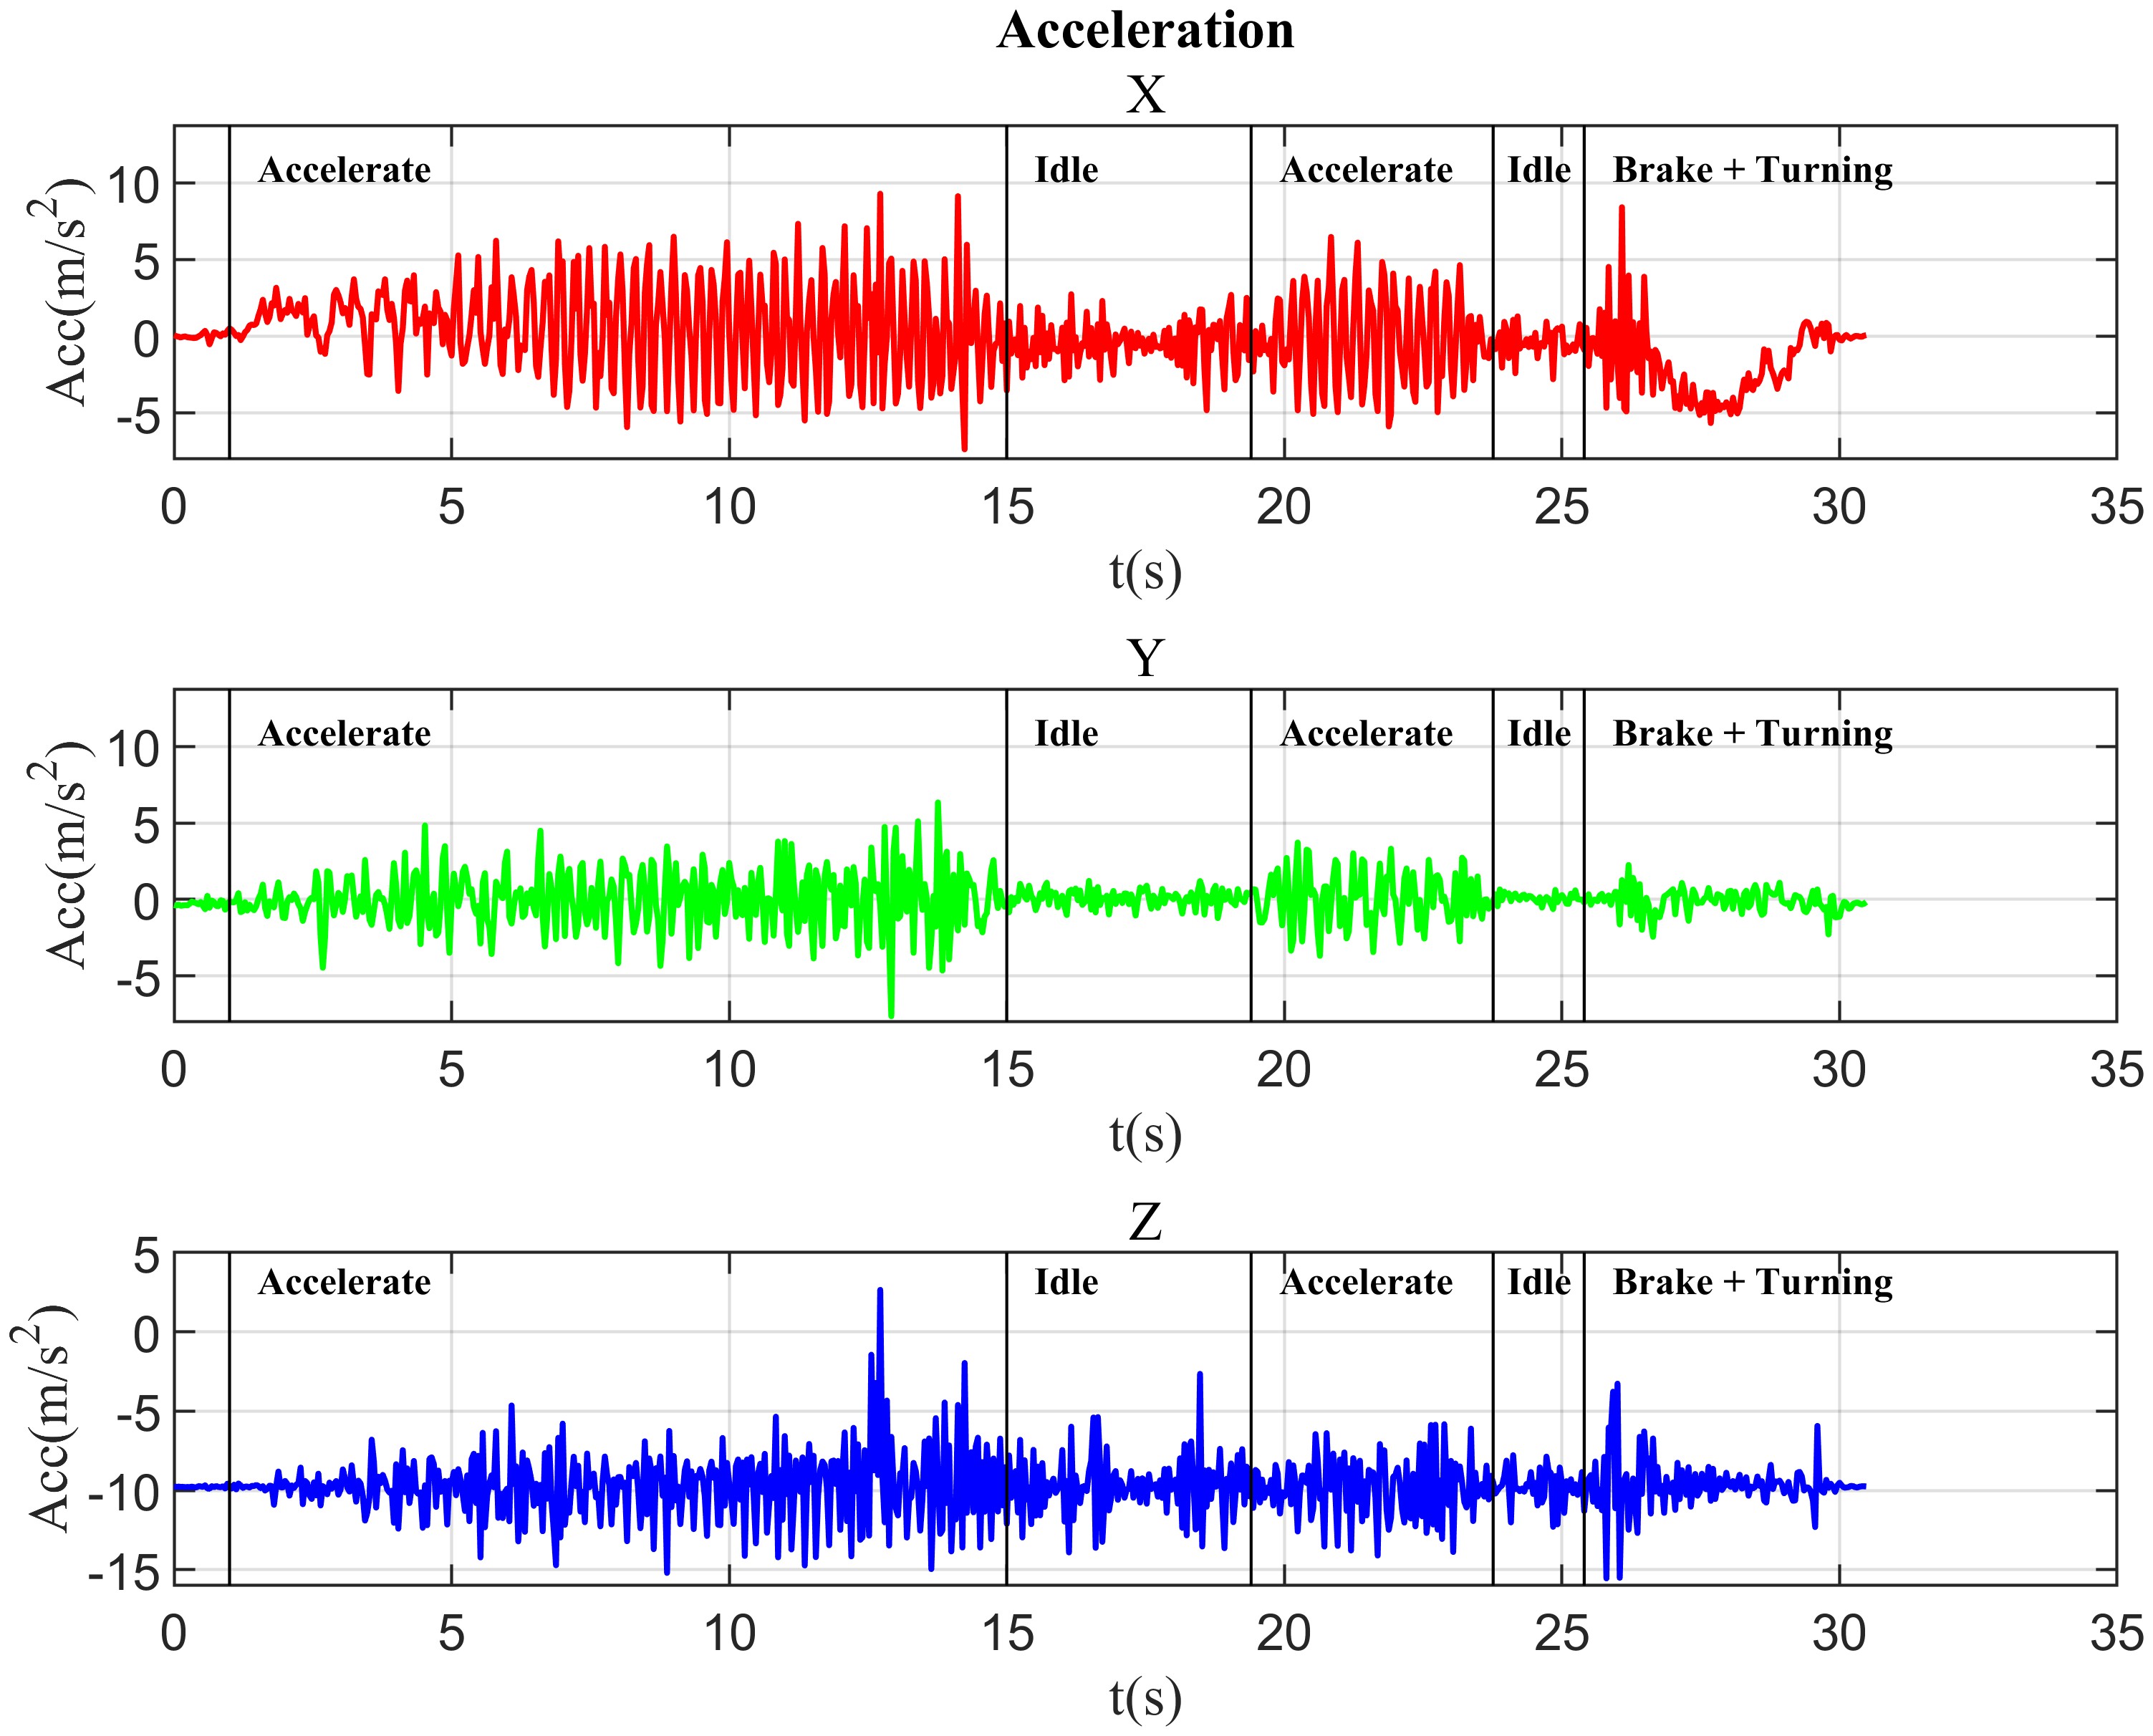 Acceleration
X
Accelerate Idle Accelerate Idle Brake + Turning
10
5
0
-5
Acc(m/s²)
0 5 10 15 20 25 30 35
t(s)
Y
Accelerate Idle Accelerate Idle Brake + Turning
10
5
0
-5
Acc(m/s²)
0 5 10 15 20 25 30 35
t(s)
Z
5
Accelerate Idle Accelerate Idle Brake + Turning
0
-5
-10
-15
Acc(m/s²)
0 5 10 15 20 25 30 35
t(s)